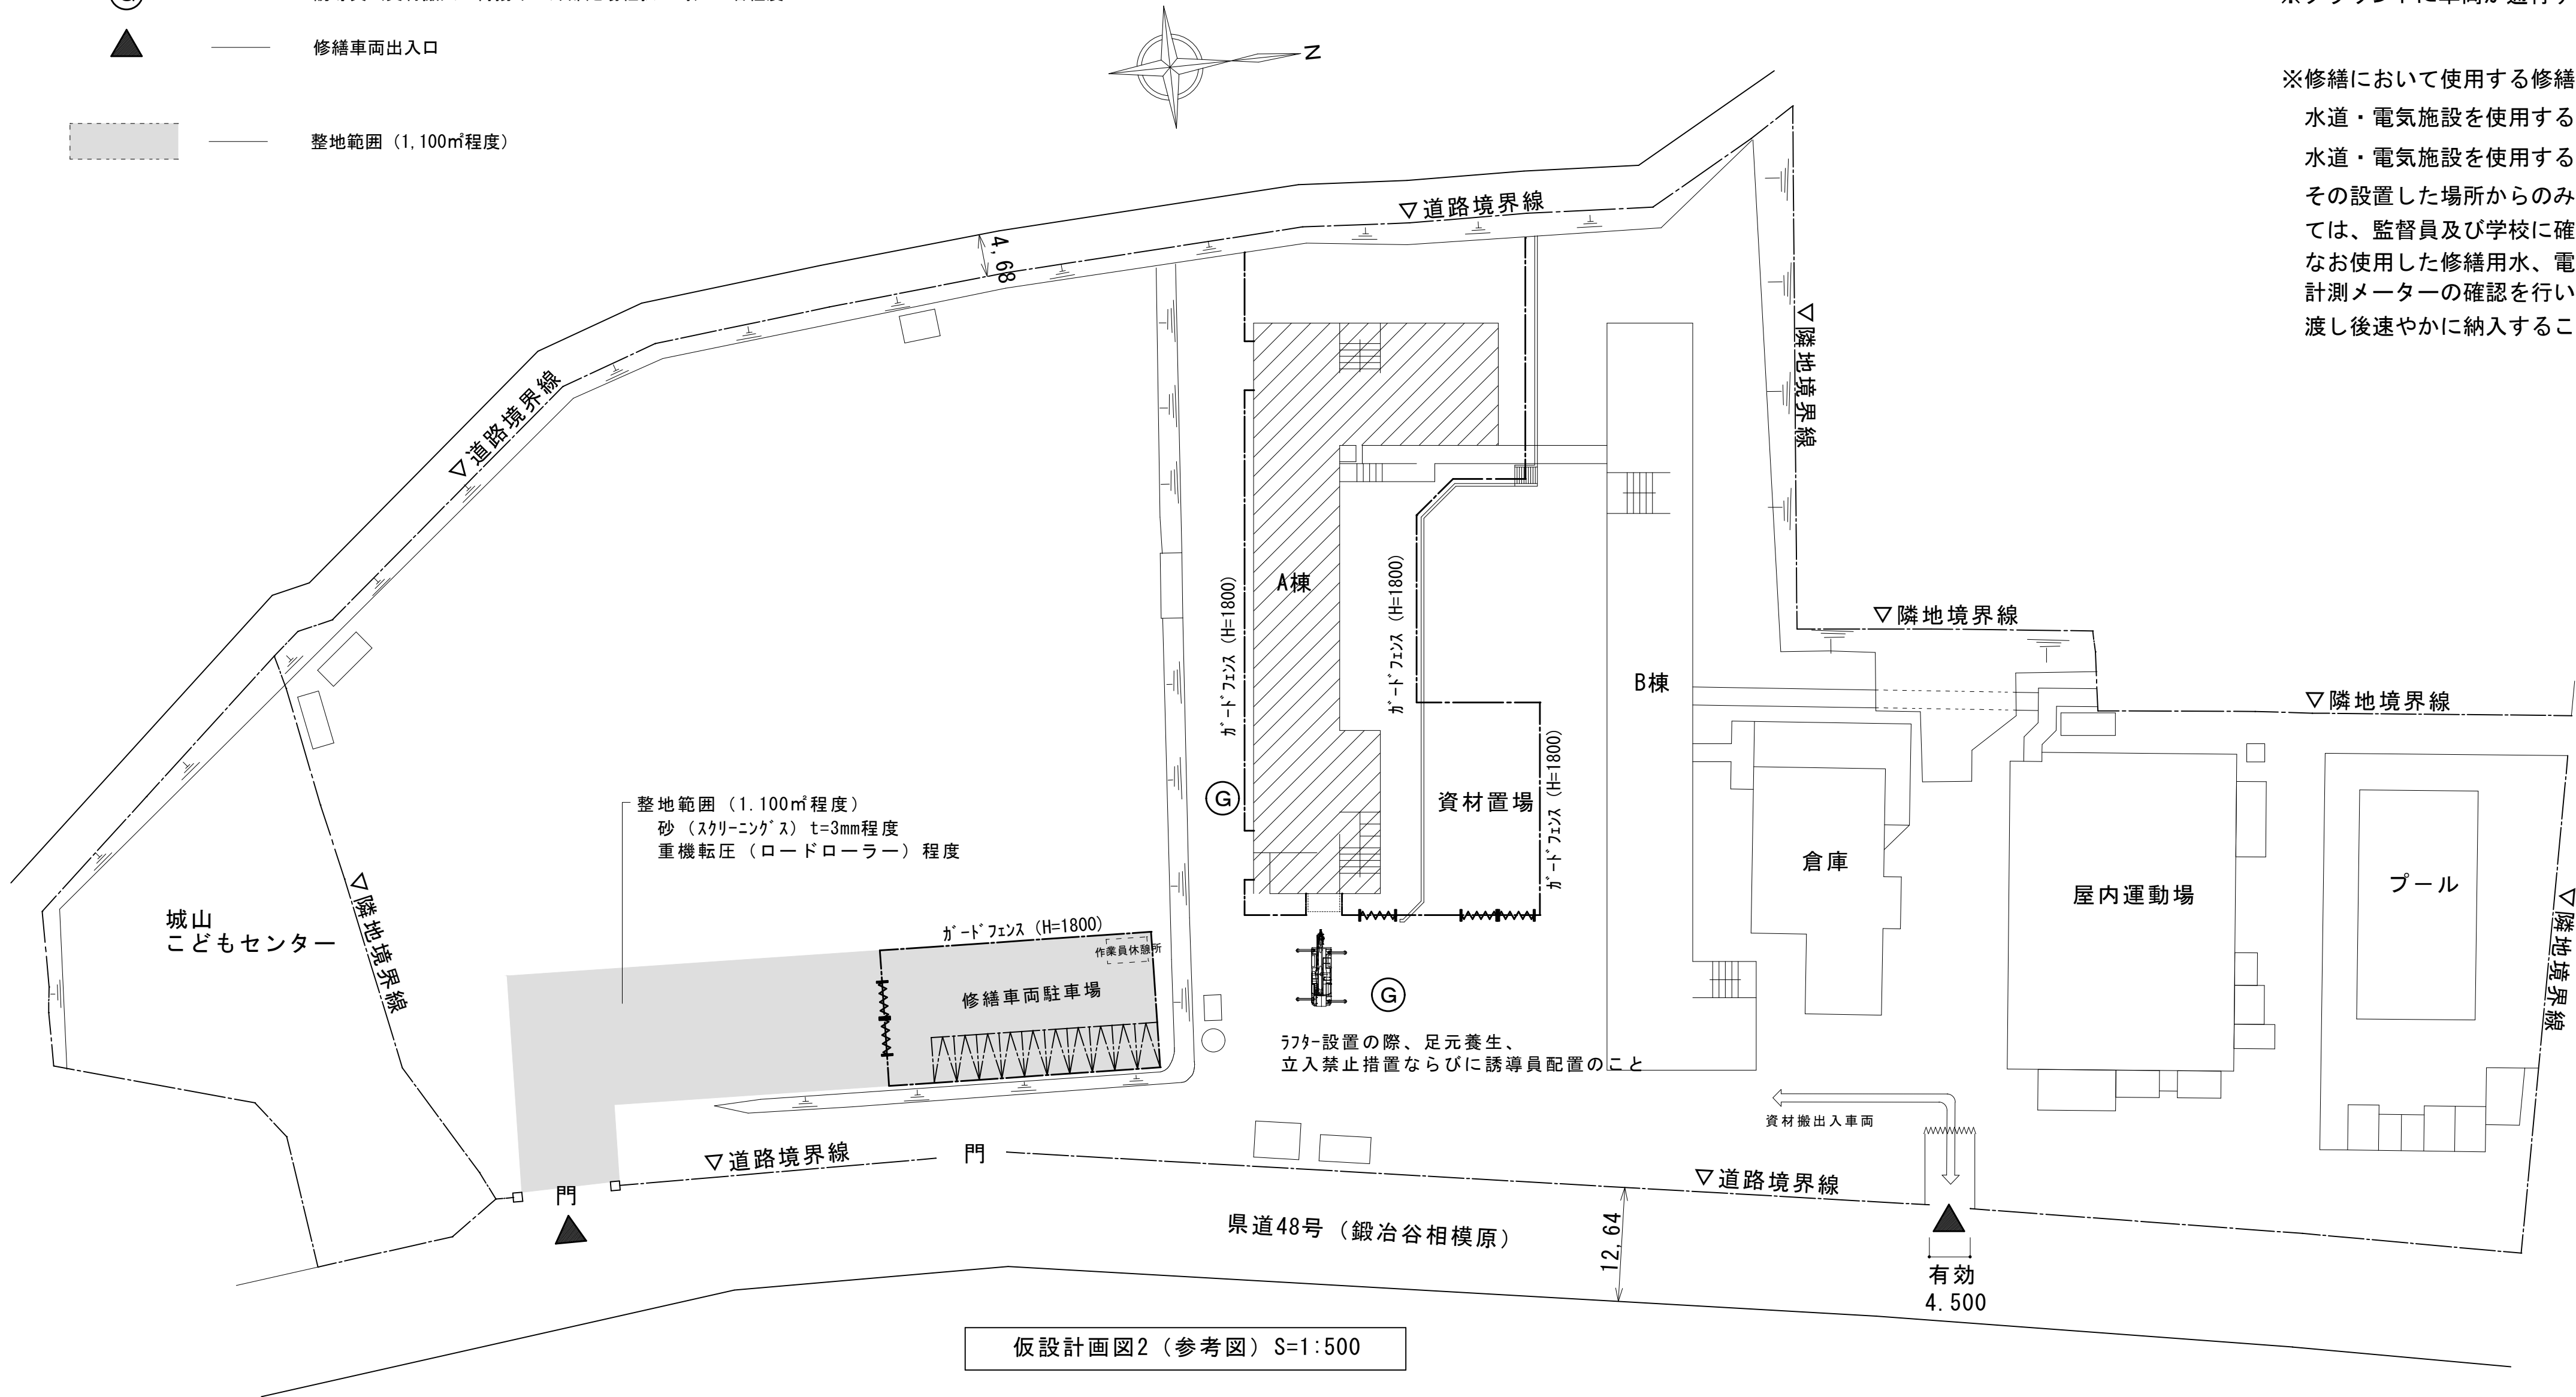 G
修繕車両出入口
整地範囲（1,100㎡程度）
N
※修繕において使用する修繕
水道・電気施設を使用する
水道・電気施設を使用する
その設置した場所からのみ
ては、監督員及び学校に確
なお使用した修繕用水、電
計測メーターの確認を行い
渡し後速やかに納入するこ
▽道路境界線
4,68
▽道路境界線
▽隣地境界線
A棟
ｶﾞｰﾄﾞﾌｪﾝｽ（H=1800）
ｶﾞｰﾄﾞﾌｪﾝｽ（H=1800）
B棟
▽隣地境界線
▽隣地境界線
整地範囲（1.100㎡程度）
砂（ｽｸﾘｰﾆﾝｸﾞｽ）t=3mm程度
重機転圧（ロードローラー）程度
G
資材置場
ｶﾞｰﾄﾞﾌｪﾝｽ（H=1800）
倉庫
屋内運動場
プール
▽隣地境界線
城山
こどもセンター
▽隣地境界線
ｶﾞｰﾄﾞﾌｪﾝｽ（H=1800）
作業員休憩所
修繕車両駐車場
G
ﾗﾌﾀｰ設置の際、足元養生、
立入禁止措置ならびに誘導員配置のこと
資材搬出入車両
▽道路境界線
門
門
▽道路境界線
県道48号（鍛冶谷相模原）
12,64
有効
4.500
仮設計画図2（参考図）S=1:500